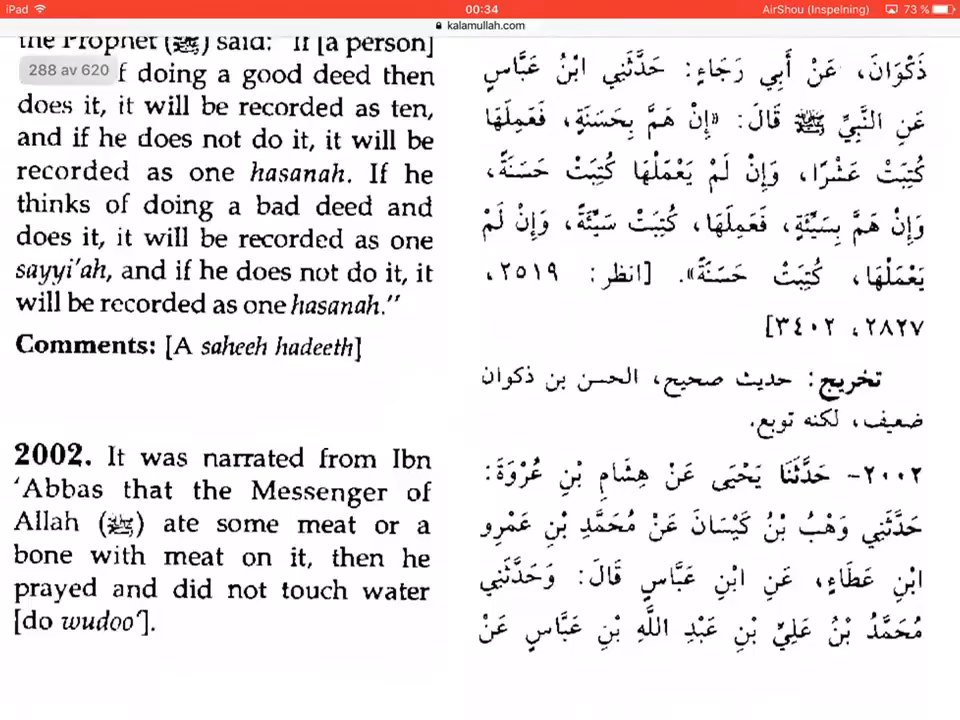 iPad 00:34 AirShou (Inspelning) 73 %
kalamullah.com
the Prophet (ﷺ) said: "If [a person]
288 av 620
f doing a good deed then
does it, it will be recorded as ten,
and if he does not do it, it will be
recorded as one hasanah. If he
thinks of doing a bad deed and
does it, it will be recorded as one
sayyi'ah, and if he does not do it, it
will be recorded as one hasanah."
Comments: [A saheeh hadeeth]
2002. It was narrated from Ibn
'Abbas that the Messenger of
Allah (ﷺ) ate some meat or a
bone with meat on it, then he
prayed and did not touch water
[do wudoo'].
ذَكْوَانَ، عَنْ أَبِي رَجَاءٍ: حَدَّثَنِي ابْنُ عَبَّاسٍ
عَنِ النَّبِيِّ ﷺ قَالَ: «إِنْ هَمَّ بِحَسَنَةٍ، فَعَمِلَهَا
كُتِبَتْ عَشْرًا، وَإِنْ لَمْ يَعْمَلْهَا كُتِبَتْ حَسَنَةً،
وَإِنْ هَمَّ بِسَيِّئَةٍ، فَعَمِلَهَا، كُتِبَتْ سَيِّئَةً، وَإِنْ لَمْ
يَعْمَلْهَا، كُتِبَتْ حَسَنَةً». [انظر: ٢٥١٩،
٢٨٢٧، ٣٤٠٢]
تخريج: حديث صحيح، الحسن بن ذكوان
ضعيف، لكنه توبع.
٢٠٠٢- حَدَّثَنَا يَحْيَى عَنْ هِشَامِ بْنِ عُرْوَةَ:
حَدَّثَنِي وَهْبُ بْنُ كَيْسَانَ عَنْ مُحَمَّدِ بْنِ عَمْرِو
ابْنِ عَطَاءٍ، عَنِ ابْنِ عَبَّاسٍ قَالَ: وَحَدَّثَنِي
مُحَمَّدُ بْنُ عَلِيِّ بْنِ عَبْدِ اللَّهِ بْنِ عَبَّاسٍ عَنْ